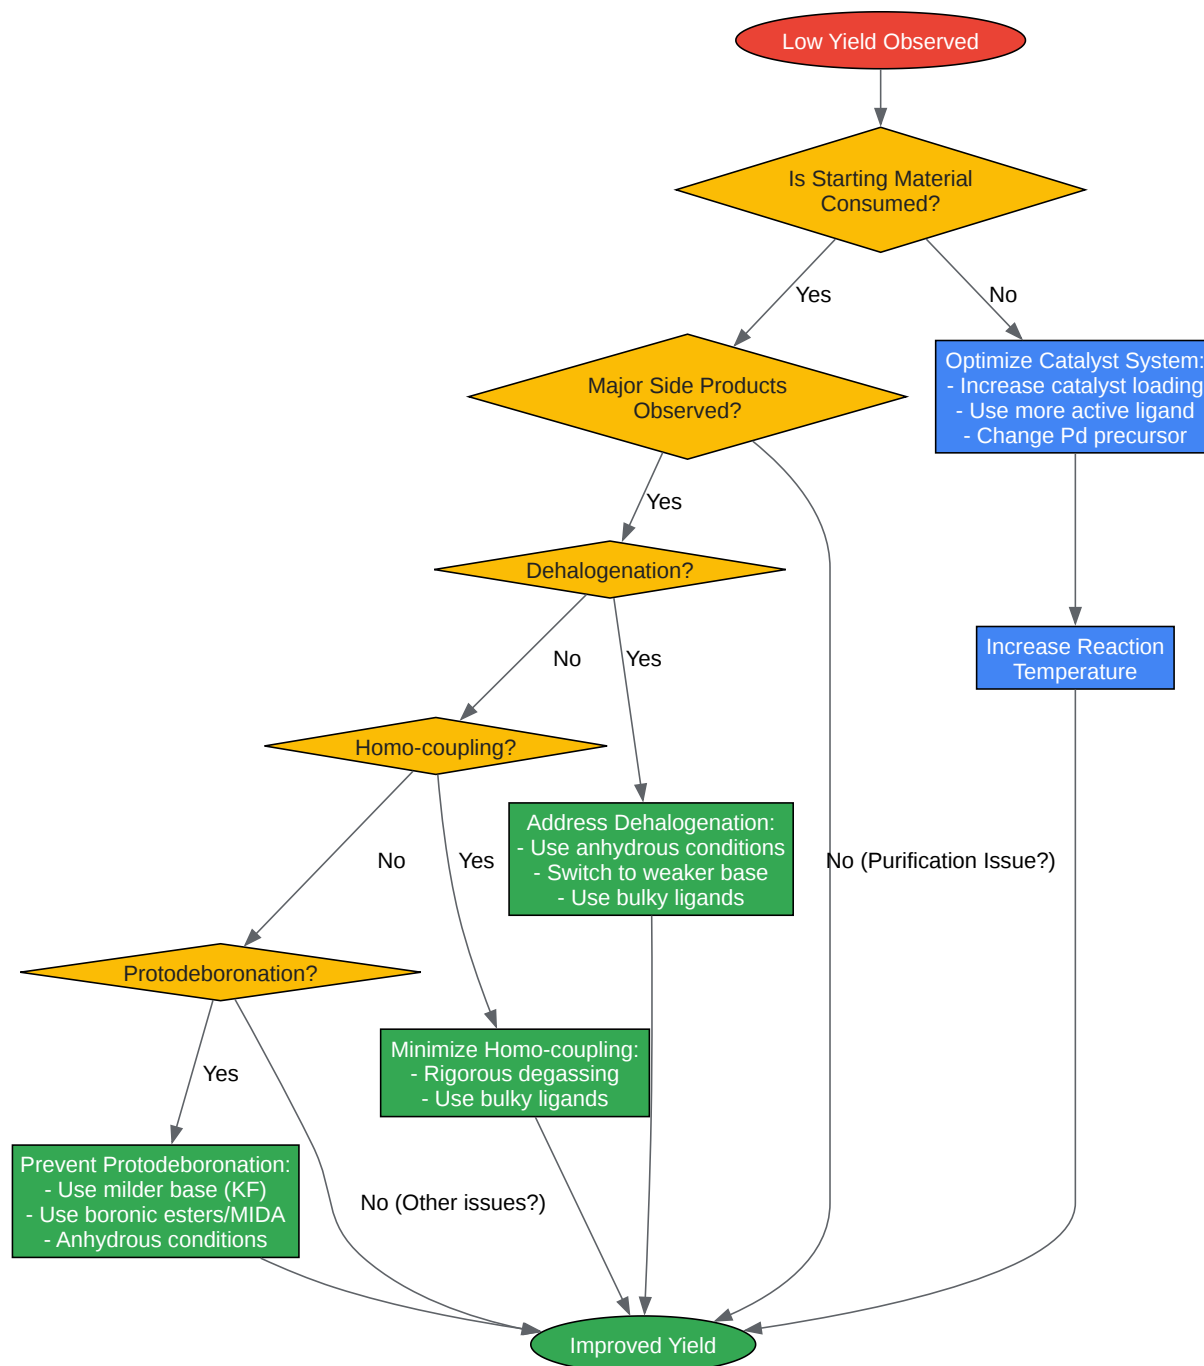 Low Yield Observed
Is Starting Material
Consumed?
Yes
No
Major Side Products
Observed?
Optimize Catalyst System:
- Increase catalyst loading
- Use more active ligand
- Change Pd precursor
Yes
Dehalogenation?
No
Yes
Increase Reaction
Temperature
Homo-coupling?
Address Dehalogenation:
- Use anhydrous conditions
- Switch to weaker base
- Use bulky ligands
No
Yes
No (Purification Issue?)
Protodeboronation?
Minimize Homo-coupling:
- Rigorous degassing
- Use bulky ligands
Yes
Prevent Protodeboronation:
- Use milder base (KF)
- Use boronic esters/MIDA
- Anhydrous conditions
No (Other issues?)
Improved Yield